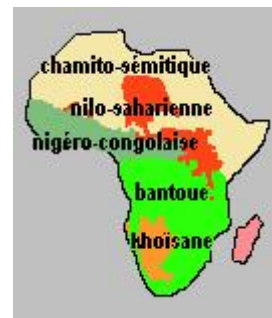 chamito-sémitique
nilo-saharienne
nigéro-congolaise
bantoue
khoïsane